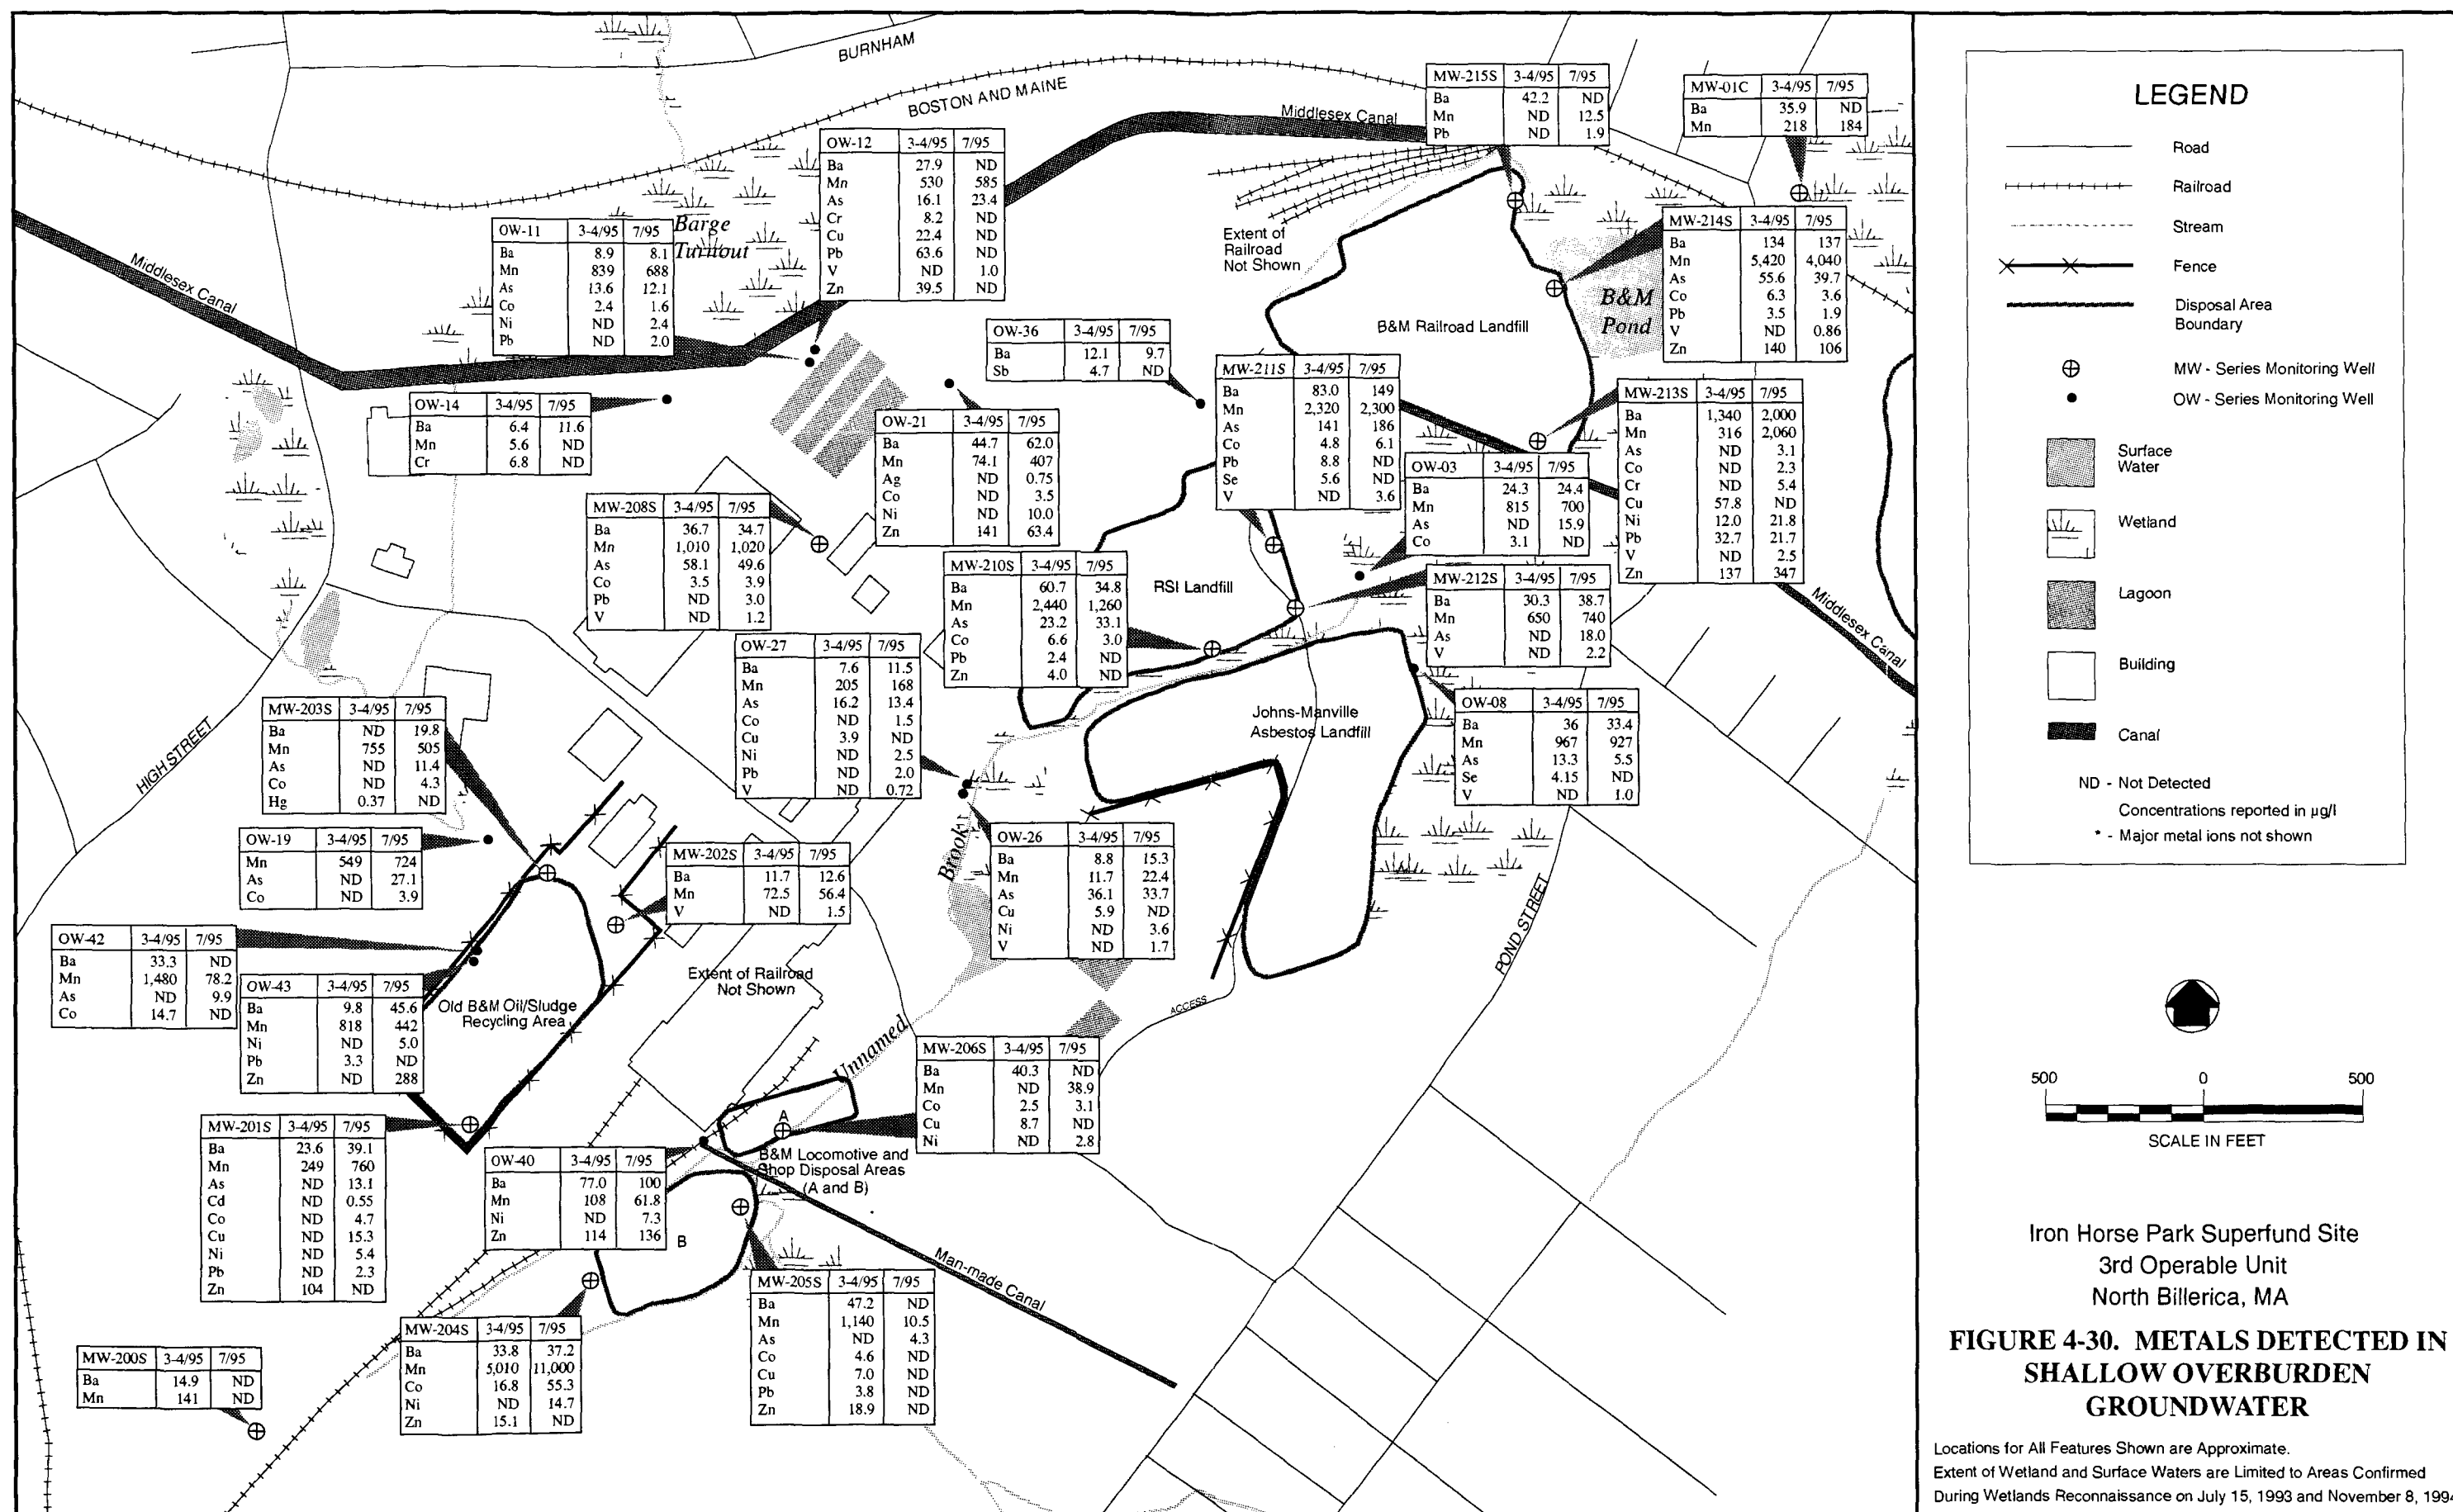 BURNHAM
BOSTON AND MAINE
Middlesex Canal
MW-215S 3-4/95 7/95
Ba 42.2 ND
Mn ND 12.5
Pb ND 1.9
MW-01C 3-4/95 7/95
Ba 35.9 ND
Mn 218 184
OW-12 3-4/95 7/95
Ba 27.9 ND
Mn 530 585
As 16.1 23.4
Cr 8.2 ND
Cu 22.4 ND
Pb 63.6 ND
V ND 1.0
Zn 39.5 ND
OW-11 3-4/95 7/95
Ba 8.9 8.1
Mn 839 688
As 13.6 12.1
Co 2.4 1.6
Ni ND 2.4
Pb ND 2.0
Barge
Turnout
Middlesex Canal
Extent of
Railroad
Not Shown
MW-214S 3-4/95 7/95
Ba 134 137
Mn 5,420 4,040
As 55.6 39.7
Co 6.3 3.6
Pb 3.5 1.9
V ND 0.86
Zn 140 106
B&M
Pond
B&M Railroad Landfill
OW-36 3-4/95 7/95
Ba 12.1 9.7
Sb 4.7 ND
MW-211S 3-4/95 7/95
Ba 83.0 149
Mn 2,320 2,300
As 141 186
Co 4.8 6.1
Pb 8.8 ND
Se 5.6 ND
V ND 3.6
MW-213S 3-4/95 7/95
Ba 1,340 2,000
Mn 316 2,060
As ND 3.1
Co ND 2.3
Cr ND 5.4
Cu 57.8 ND
Ni 12.0 21.8
Pb 32.7 21.7
V ND 2.5
Zn 137 347
OW-14 3-4/95 7/95
Ba 6.4 11.6
Mn 5.6 ND
Cr 6.8 ND
OW-21 3-4/95 7/95
Ba 44.7 62.0
Mn 74.1 407
Ag ND 0.75
Co ND 3.5
Ni ND 10.0
Zn 141 63.4
OW-03 3-4/95 7/95
Ba 24.3 24.4
Mn 815 700
As ND 15.9
Co 3.1 ND
MW-208S 3-4/95 7/95
Ba 36.7 34.7
Mn 1,010 1,020
As 58.1 49.6
Co 3.5 3.9
Pb ND 3.0
V ND 1.2
MW-210S 3-4/95 7/95
Ba 60.7 34.8
Mn 2,440 1,260
As 23.2 33.1
Co 6.6 3.0
Pb 2.4 ND
Zn 4.0 ND
RSI Landfill
MW-212S 3-4/95 7/95
Ba 30.3 38.7
Mn 650 740
As ND 18.0
V ND 2.2
Middlesex Canal
OW-27 3-4/95 7/95
Ba 7.6 11.5
Mn 205 168
As 16.2 13.4
Co ND 1.5
Cu 3.9 ND
Ni ND 2.5
Pb ND 2.0
V ND 0.72
MW-203S 3-4/95 7/95
Ba ND 19.8
Mn 755 505
As ND 11.4
Co ND 4.3
Hg 0.37 ND
HIGH STREET
Johns-Manville
Asbestos Landfill
OW-08 3-4/95 7/95
Ba 36 33.4
Mn 967 927
As 13.3 5.5
Se 4.15 ND
V ND 1.0
OW-19 3-4/95 7/95
Mn 549 724
As ND 27.1
Co ND 3.9
MW-202S 3-4/95 7/95
Ba 11.7 12.6
Mn 72.5 56.4
V ND 1.5
Brook
OW-26 3-4/95 7/95
Ba 8.8 15.3
Mn 11.7 22.4
As 36.1 33.7
Cu 5.9 ND
Ni ND 3.6
V ND 1.7
POND STREET
OW-42 3-4/95 7/95
Ba 33.3 ND
Mn 1,480 78.2
As ND 9.9
Co 14.7 ND
OW-43 3-4/95 7/95
Ba 9.8 45.6
Mn 818 442
Ni ND 5.0
Pb 3.3 ND
Zn ND 288
Old B&M Oil/Sludge
Recycling Area
Extent of Railroad
Not Shown
ACCESS
Unnamed
MW-206S 3-4/95 7/95
Ba 40.3 ND
Mn ND 38.9
Co 2.5 3.1
Cu 8.7 ND
Ni ND 2.8
MW-201S 3-4/95 7/95
Ba 23.6 39.1
Mn 249 760
As ND 13.1
Cd ND 0.55
Co ND 4.7
Cu ND 15.3
Ni ND 5.4
Pb ND 2.3
Zn 104 ND
A
B&M Locomotive and
Shop Disposal Areas
(A and B)
OW-40 3-4/95 7/95
Ba 77.0 100
Mn 108 61.8
Ni ND 7.3
Zn 114 136
B
Man-made Canal
MW-205S 3-4/95 7/95
Ba 47.2 ND
Mn 1,140 10.5
As ND 4.3
Co 4.6 ND
Cu 7.0 ND
Pb 3.8 ND
Zn 18.9 ND
MW-204S 3-4/95 7/95
Ba 33.8 37.2
Mn 5,010 11,000
Co 16.8 55.3
Ni ND 14.7
Zn 15.1 ND
MW-200S 3-4/95 7/95
Ba 14.9 ND
Mn 141 ND
LEGEND
Road
Railroad
Stream
Fence
Disposal Area
Boundary
MW - Series Monitoring Well
OW - Series Monitoring Well
Surface
Water
Wetland
Lagoon
Building
Canal
ND - Not Detected
Concentrations reported in µg/l
* - Major metal ions not shown
500 0 500
SCALE IN FEET
Iron Horse Park Superfund Site
3rd Operable Unit
North Billerica, MA
FIGURE 4-30. METALS DETECTED IN
SHALLOW OVERBURDEN
GROUNDWATER
Locations for All Features Shown are Approximate.
Extent of Wetland and Surface Waters are Limited to Areas Confirmed
During Wetlands Reconnaissance on July 15, 1993 and November 8, 1994